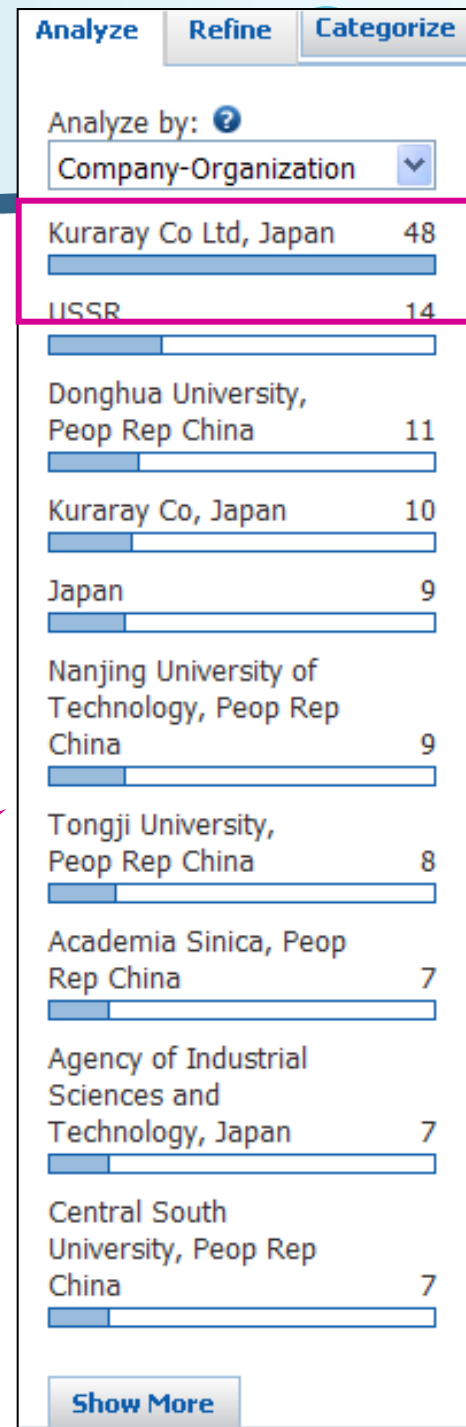 Analyze Refine Categorize
Analyze by: ?
Company-Organization
Kuraray Co Ltd, Japan 48
USSR 14
Donghua University,
Peop Rep China 11
Kuraray Co, Japan 10
Japan 9
Nanjing University of
Technology, Peop Rep
China 9
Tongji University,
Peop Rep China 8
Academia Sinica, Peop
Rep China 7
Agency of Industrial
Sciences and
Technology, Japan 7
Central South
University, Peop Rep
China 7
Show More